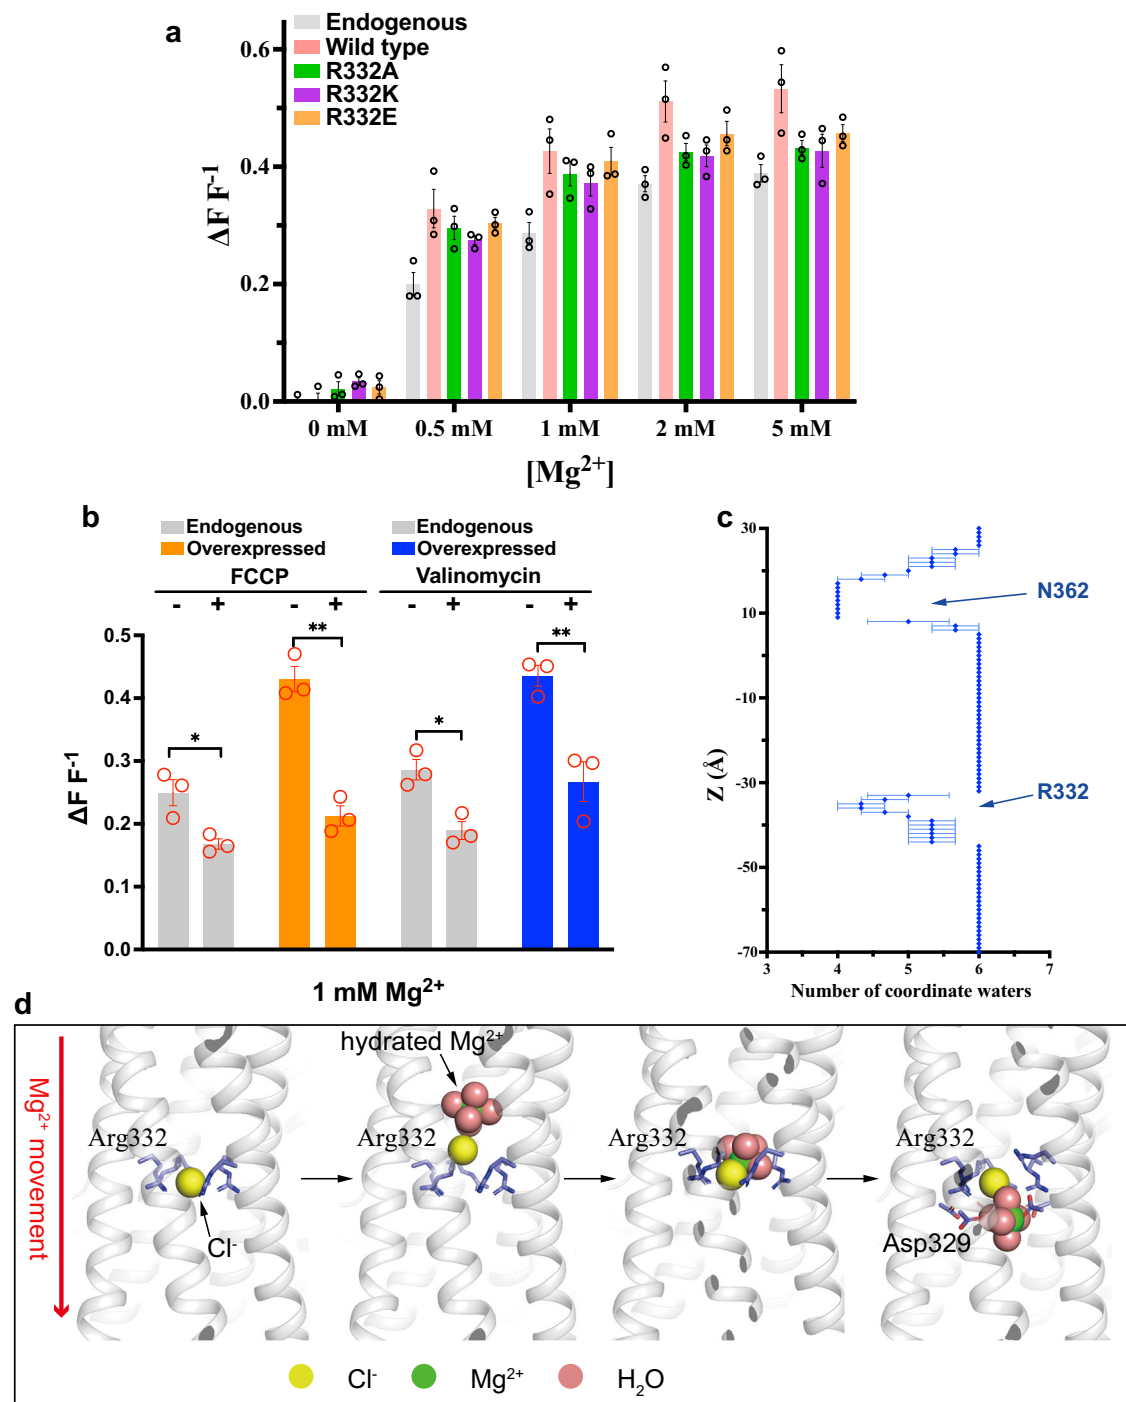 a
Endogenous
Wild type
R332A
R332K
R332E
0.6
0.4
0.2
0.0
ΔF F⁻¹
0 mM 0.5 mM 1 mM 2 mM 5 mM
[Mg²⁺]
b
Endogenous Endogenous
Overexpressed Overexpressed
FCCP Valinomycin
- + - + - + - +
** **
* *
0.5
0.4
0.3
0.2
0.1
0.0
ΔF F⁻¹
1 mM Mg²⁺
c
30
10
-10
-30
-50
-70
Z (Å)
N362
R332
3 4 5 6 7
Number of coordinate waters
d
Mg²⁺ movement
hydrated Mg²⁺
Arg332 Arg332 Arg332 Arg332
Cl⁻
Asp329
Cl⁻ Mg²⁺ H₂O